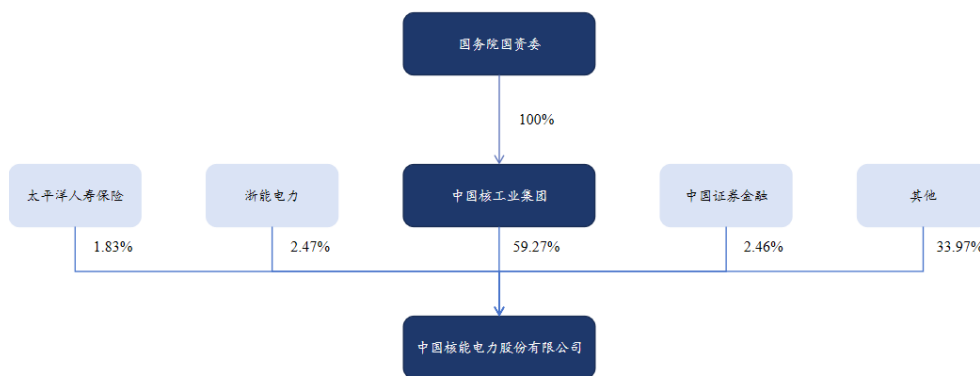 国务院国资委
100%
太平洋人寿保险
浙能电力
中国核工业集团
中国证券金融
其他
1.83%
2.47%
59.27%
2.46%
33.97%
中国核能电力股份有限公司